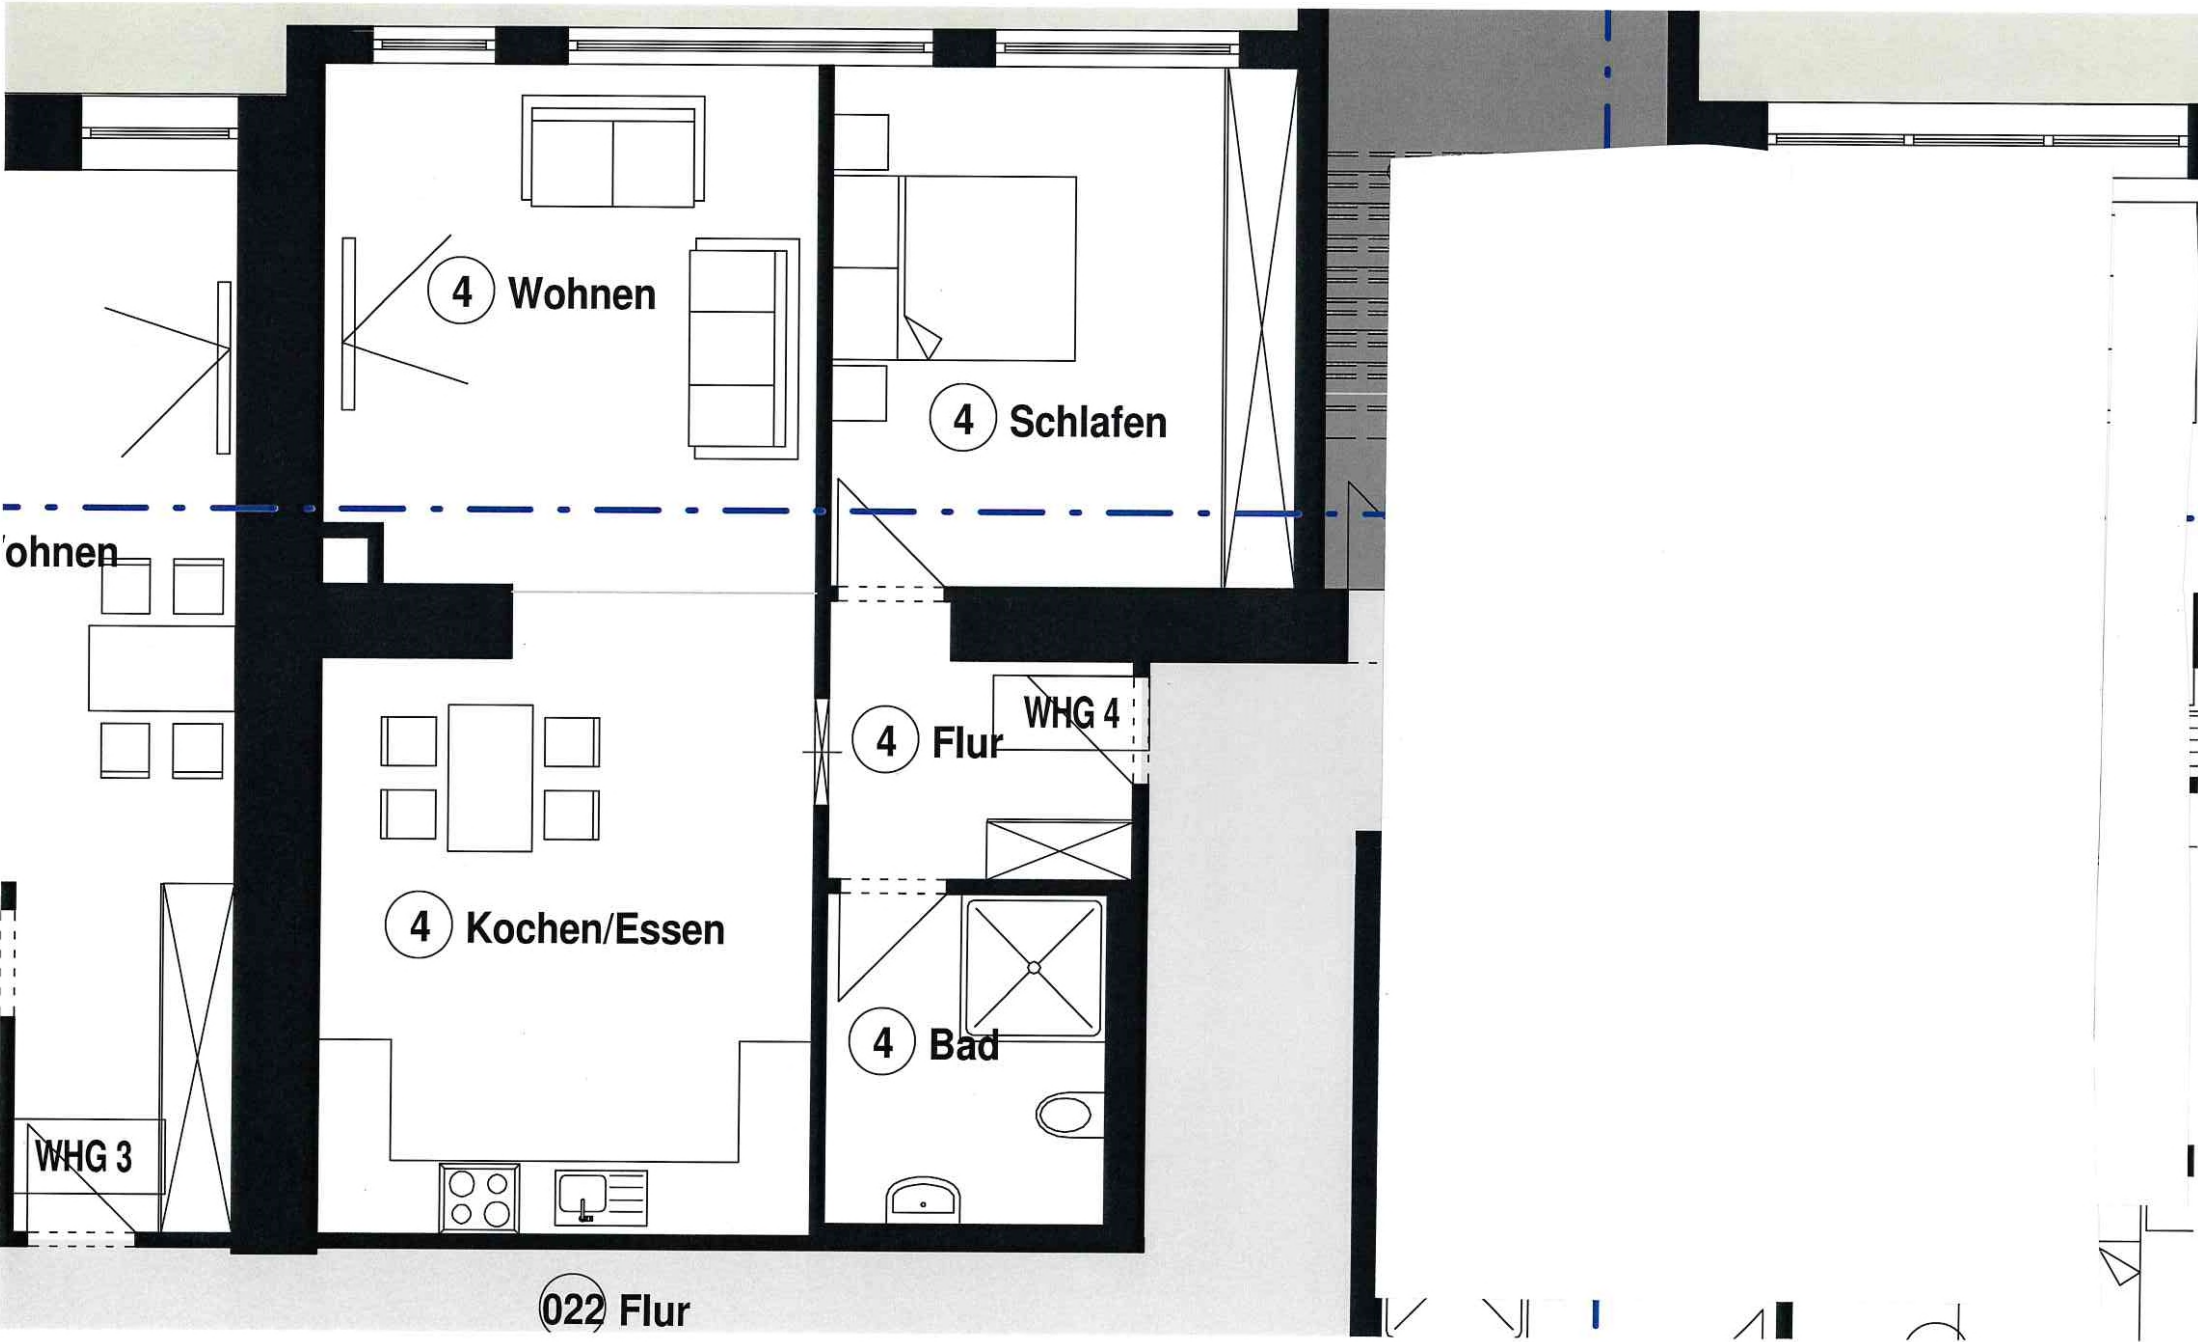 4 Wohnen
4 Schlafen
ohnen
4 Flur
WHG 4
4 Kochen/Essen
4 Bad
WHG 3
022 Flur